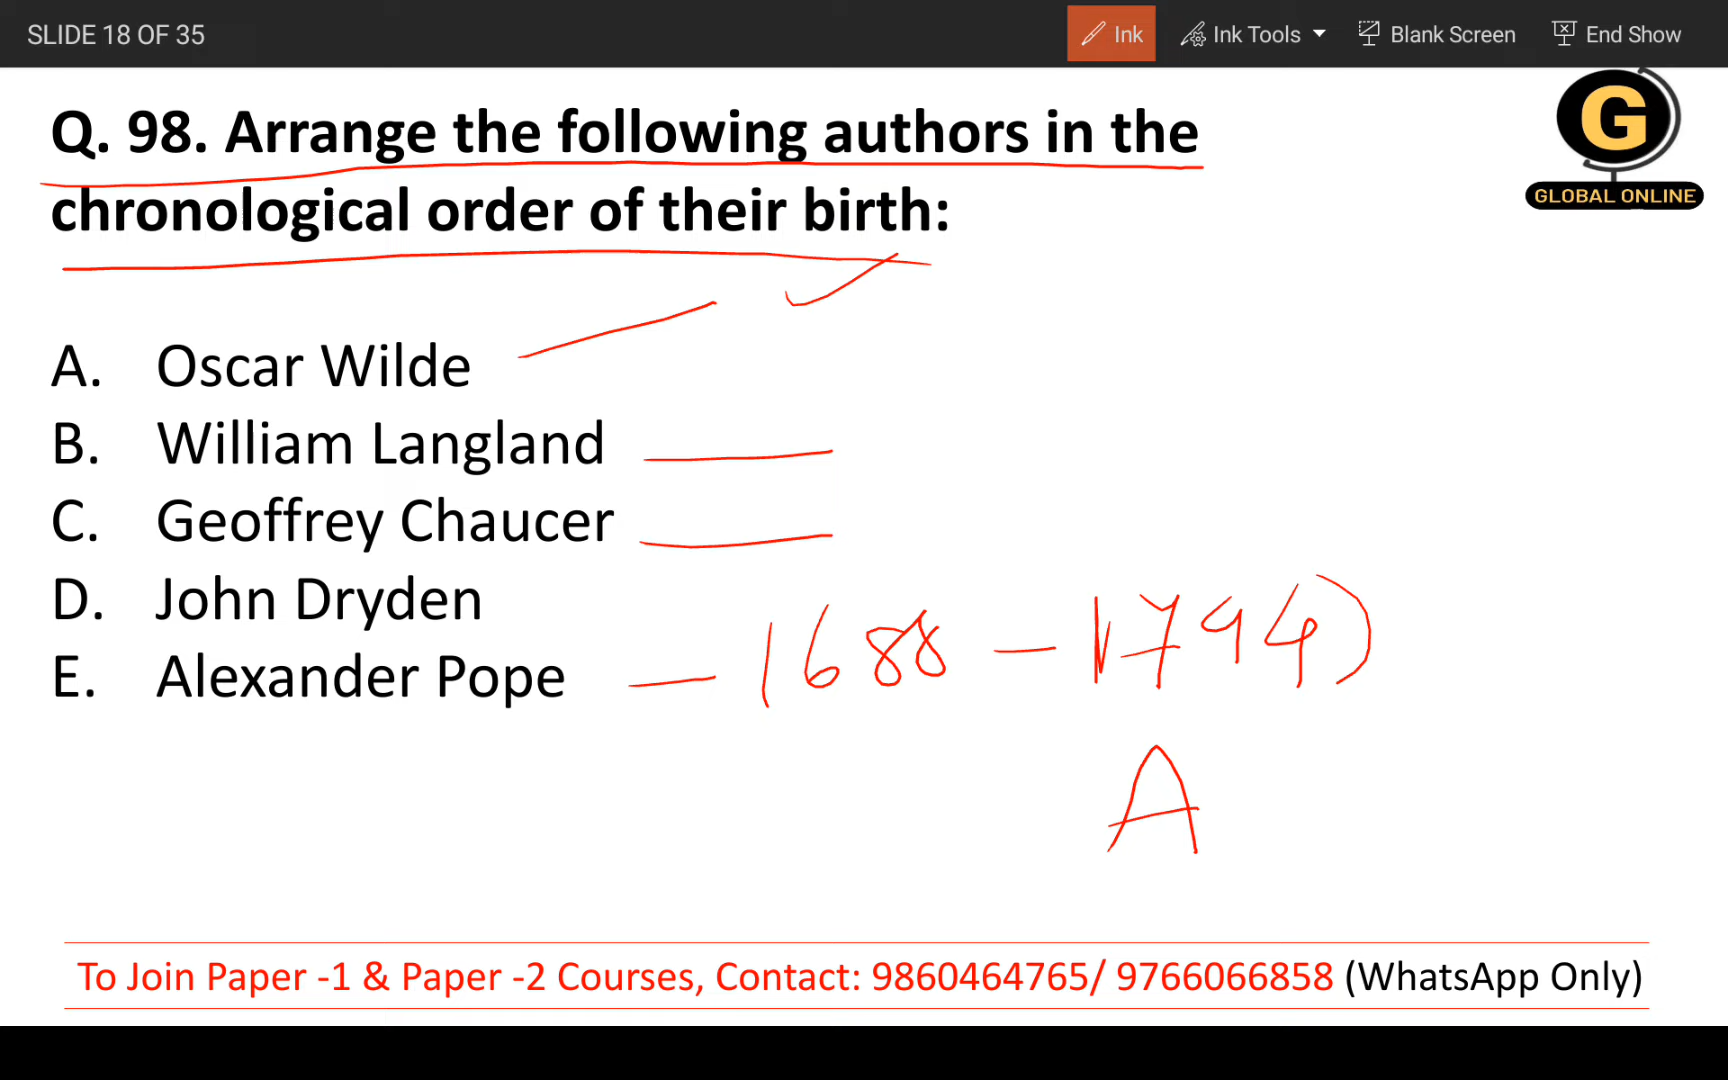 SLIDE 18 OF 35 Ink Ink Tools Blank Screen End Show
G
GLOBAL ONLINE
Q. 98. Arrange the following authors in the
chronological order of their birth:
A. Oscar Wilde
B. William Langland
C. Geoffrey Chaucer
D. John Dryden
E. Alexander Pope — 1688 – 1794)
A
To Join Paper -1 & Paper -2 Courses, Contact: 9860464765/ 9766066858 (WhatsApp Only)